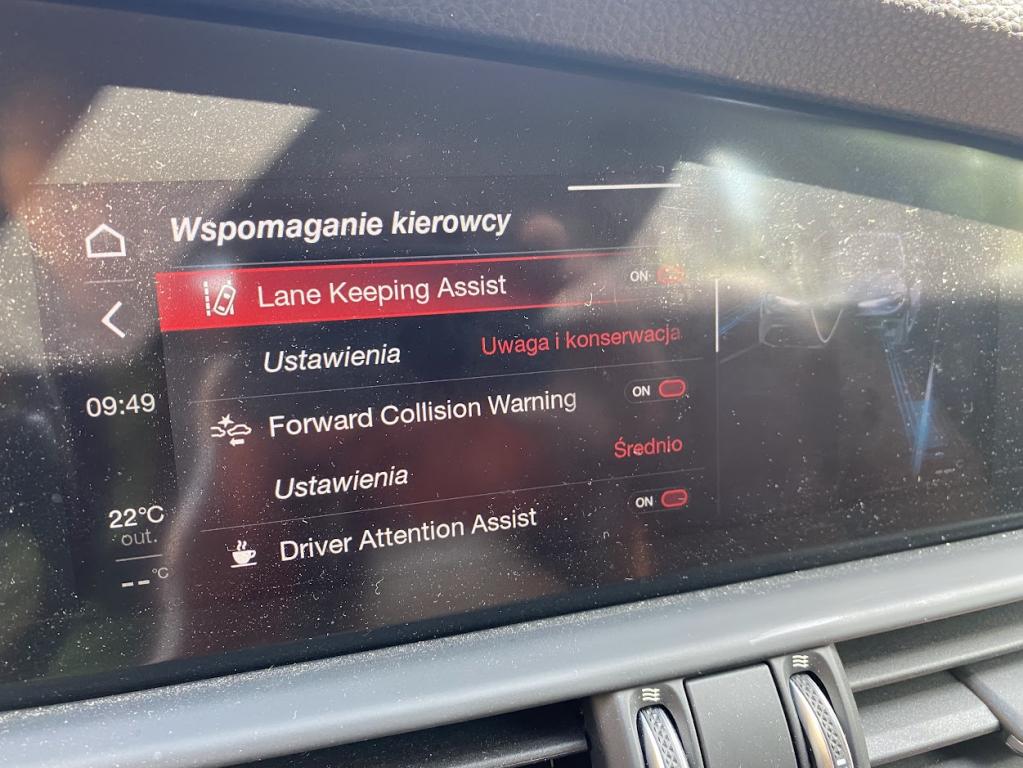 Wspomaganie kierowcy
Lane Keeping Assist ON
Ustawienia Uwaga i konserwacja
09:49
Forward Collision Warning ON
Ustawienia Średnio
22°C
out.
Driver Attention Assist ON
--°C